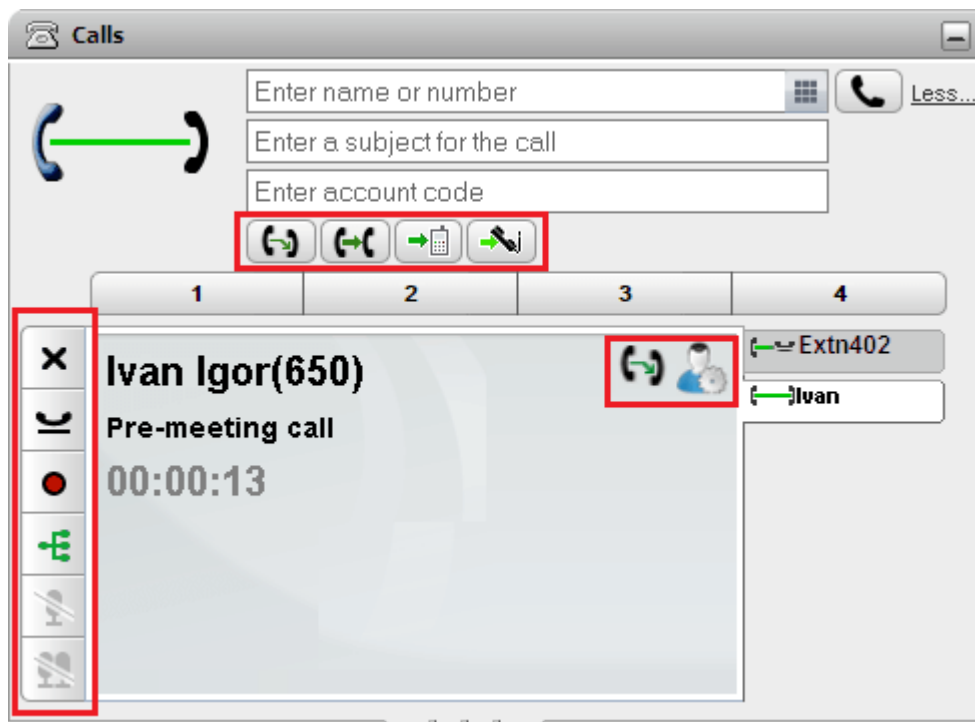 Calls
Enter name or number
Less...
Enter a subject for the call
Enter account code
1 2 3 4
Ivan Igor(650)
Pre-meeting call
00:00:13
Extn402
Ivan